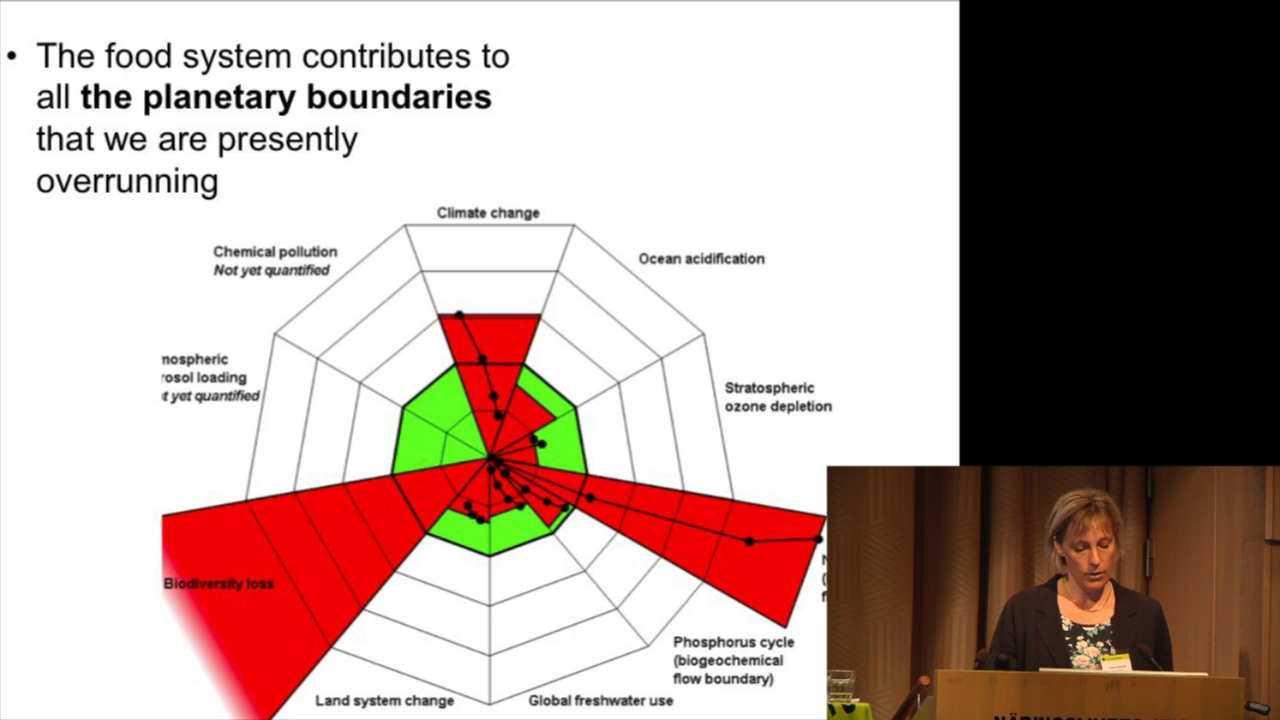 • The food system contributes to
all the planetary boundaries
that we are presently
overrunning
Climate change
Chemical pollution
Not yet quantified
Ocean acidification
mospheric
rosol loading
t yet quantified
Stratospheric
ozone depletion
Biodiversity loss
Phosphorus cycle
(biogeochemical
flow boundary)
Land system change
Global freshwater use